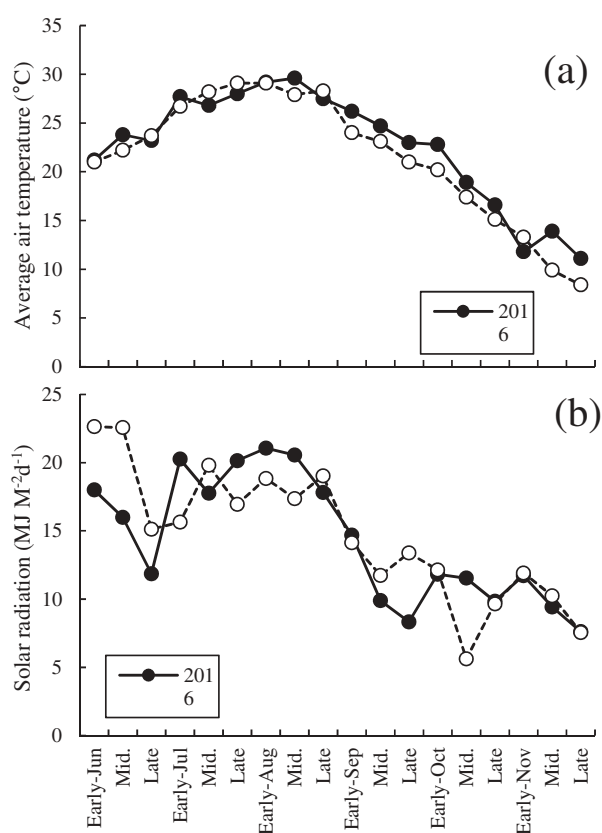 35
(a)
30
25
20
15
10
5
0
Average air temperature (°C)
201
6
25
(b)
20
15
10
5
0
Solar radiation (MJ M⁻²d⁻¹)
201
6
Early-Jun
Mid.
Late
Early-Jul
Mid.
Late
Early-Aug
Mid.
Late
Early-Sep
Mid.
Late
Early-Oct
Mid.
Late
Early-Nov
Mid.
Late